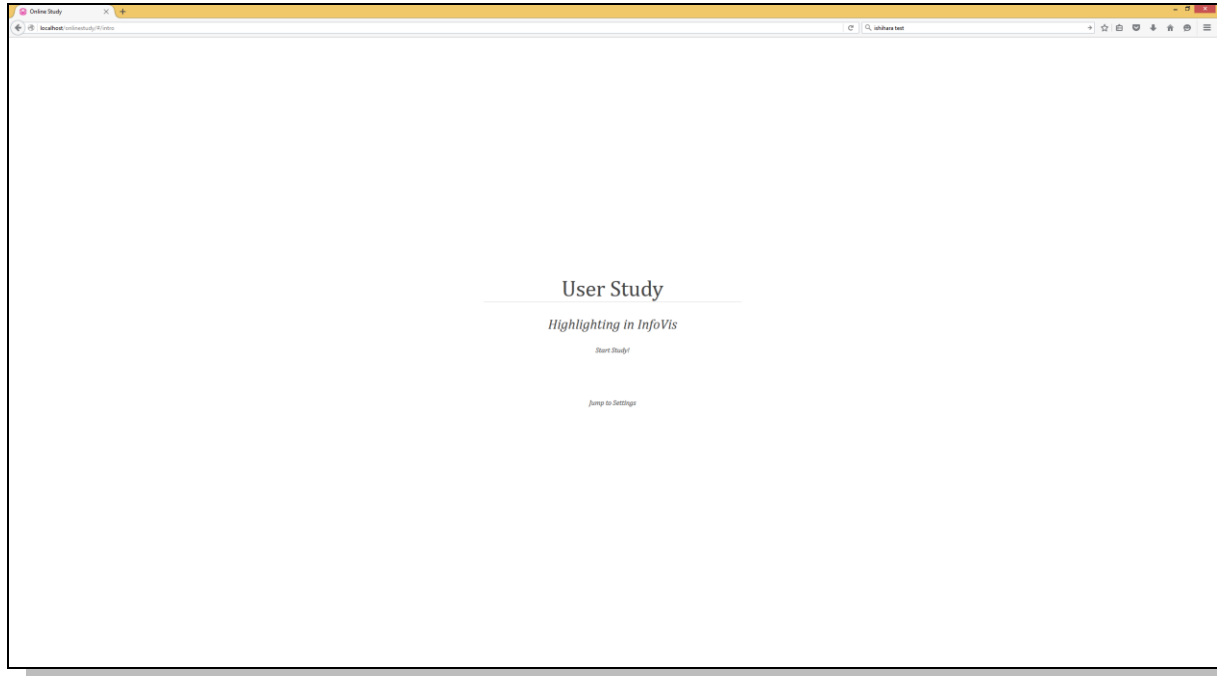 Online Study
localhost/onlinestudy/#/intro
ishihara test
User Study
Highlighting in InfoVis
Start Study!
Jump to Settings